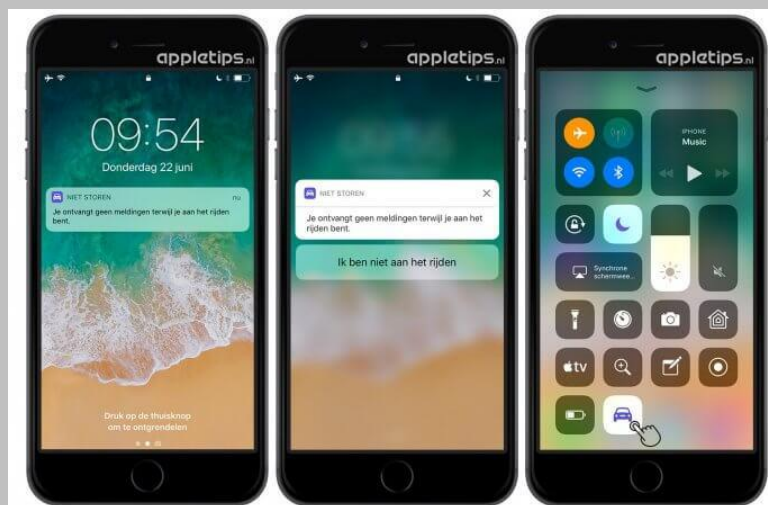 appletips.nl
09:54
Donderdag 22 juni
NIET STOREN nu
Je ontvangt geen meldingen terwijl je aan het rijden
bent.
Druk op de thuisknop
om te ontgrendelen
appletips.nl
NIET STOREN
Je ontvangt geen meldingen terwijl je aan het
rijden bent.
Ik ben niet aan het rijden
appletips.nl
IPHONE
Music
Synchrone
schermwee...
tv